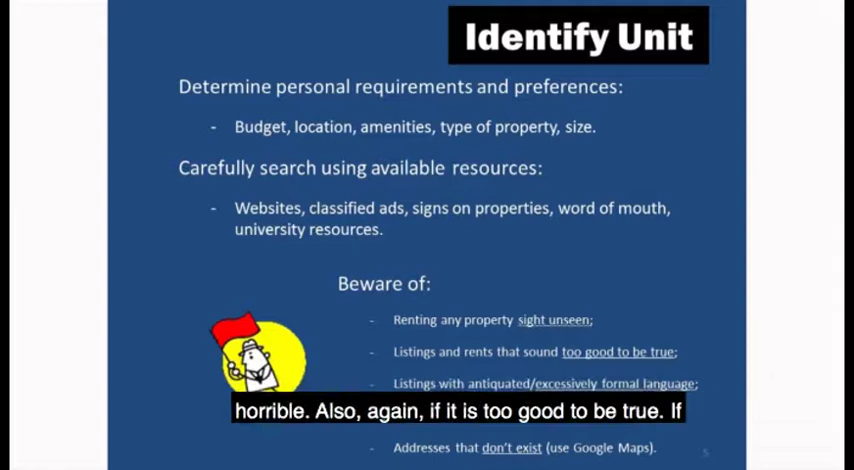 Identify Unit
Determine personal requirements and preferences:
- Budget, location, amenities, type of property, size.
Carefully search using available resources:
- Websites, classified ads, signs on properties, word of mouth,
university resources.
Beware of:
- Renting any property sight unseen;
- Listings and rents that sound too good to be true;
- Listings with antiquated/excessively formal language;
horrible. Also, again, if it is too good to be true. If
- Addresses that don't exist (use Google Maps).
5